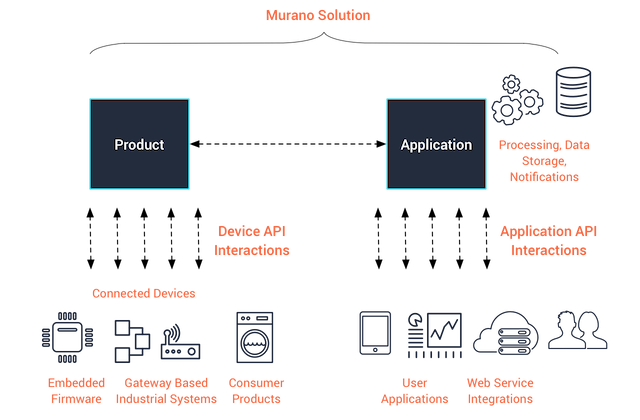 Murano Solution
Product
Application
Processing, Data
Storage,
Notifications
Device API
Interactions
Application API
Interactions
Connected Devices
Embedded
Firmware
Gateway Based
Industrial Systems
Consumer
Products
User
Applications
Web Service
Integrations